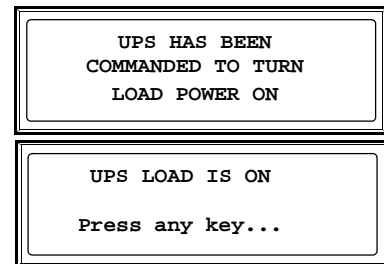 UPS HAS BEEN
COMMANDED TO TURN
LOAD POWER ON
UPS LOAD IS ON
Press any key...